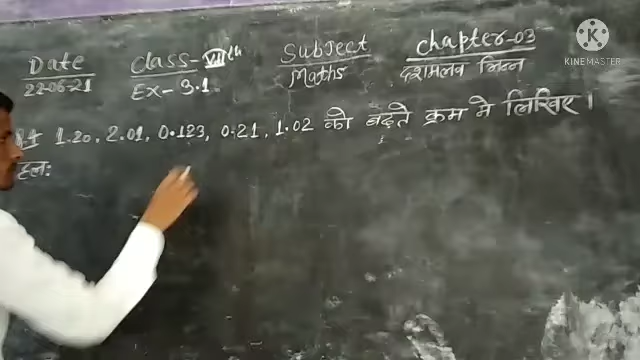 Date Class-VIIth Subject Chapter-03
22-06-21 Ex-3.1. Maths दशमलव भिन्न
1.20, 2.01, 0.123, 0.21, 1.02 को बढ़ते क्रम मे लिखिए।
हल:
KINEMASTER